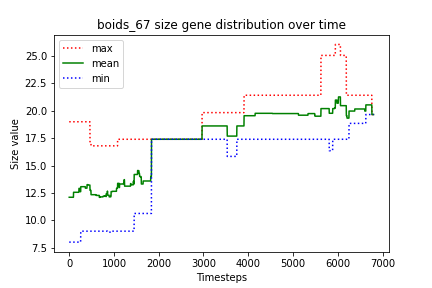 boids_67 size gene distribution over time
max
mean
min
Size value
25.0
22.5
20.0
17.5
15.0
12.5
10.0
7.5
0 1000 2000 3000 4000 5000 6000 7000
Timesteps